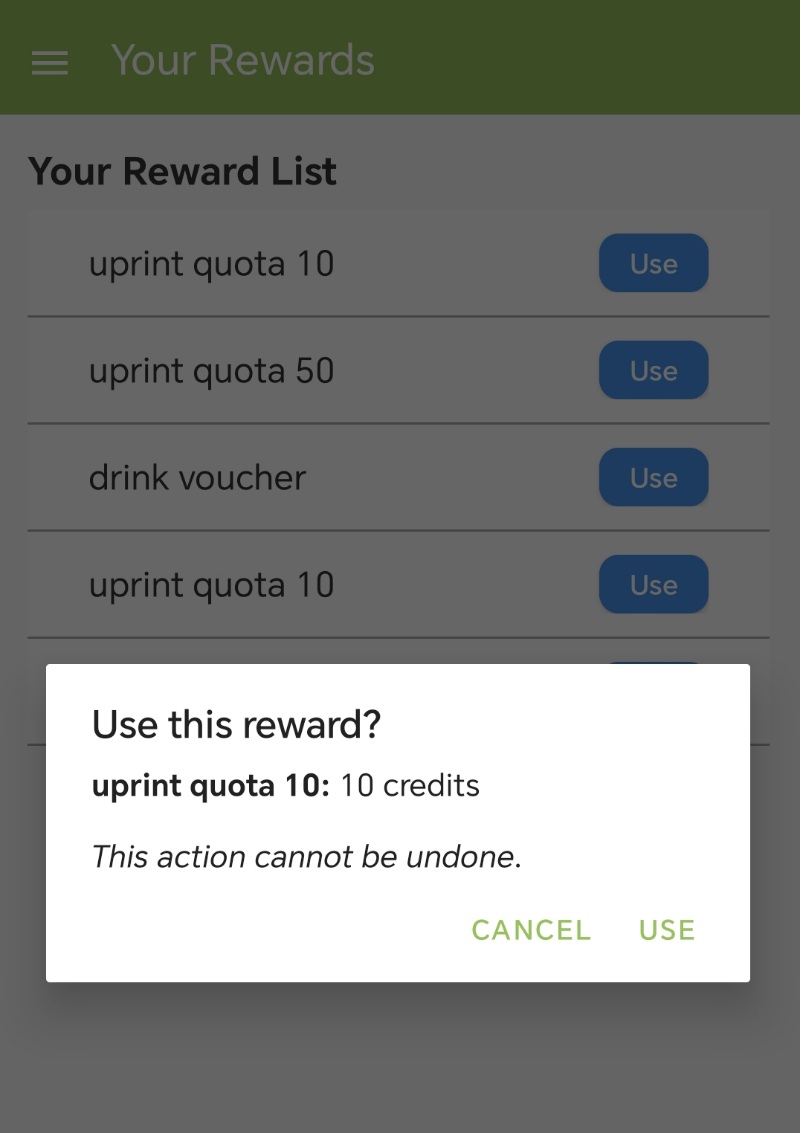 Your Rewards
Your Reward List
uprint quota 10 Use
uprint quota 50 Use
drink voucher Use
uprint quota 10 Use
Use this reward?
uprint quota 10: 10 credits
This action cannot be undone.
CANCEL USE